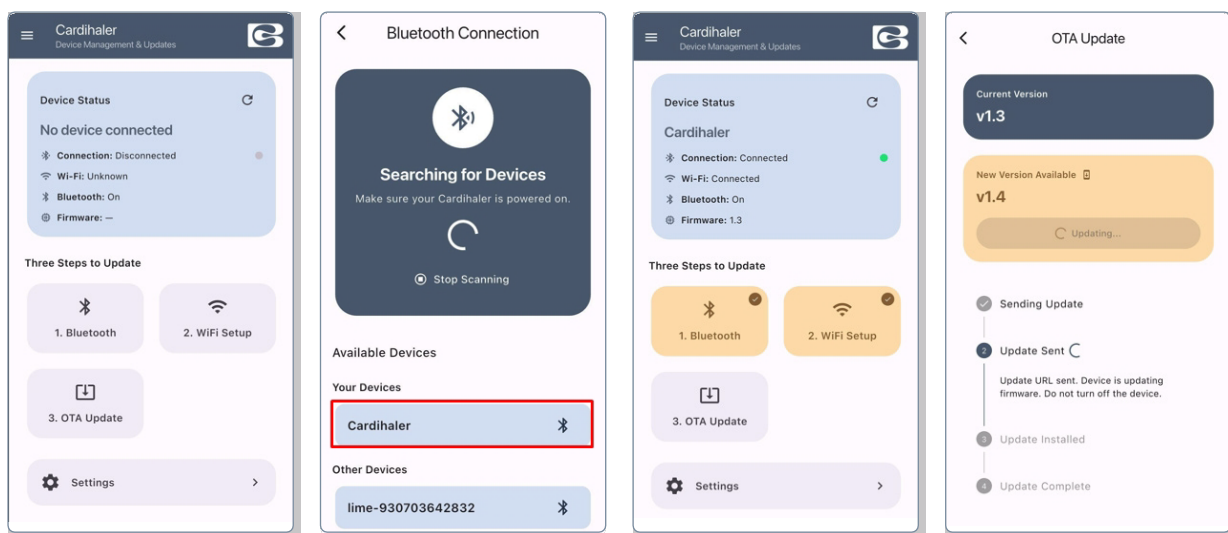 Cardihaler
Device Management & Updates
Device Status
No device connected
Connection: Disconnected
Wi-Fi: Unknown
Bluetooth: On
Firmware: —
Three Steps to Update
1. Bluetooth
2. WiFi Setup
3. OTA Update
Settings
Bluetooth Connection
Searching for Devices
Make sure your Cardihaler is powered on.
Stop Scanning
Available Devices
Your Devices
Cardihaler
Other Devices
lime-930703642832
Cardihaler
Device Management & Updates
Device Status
Cardihaler
Connection: Connected
Wi-Fi: Connected
Bluetooth: On
Firmware: 1.3
Three Steps to Update
1. Bluetooth
2. WiFi Setup
3. OTA Update
Settings
OTA Update
Current Version
v1.3
New Version Available
v1.4
Updating...
Sending Update
2 Update Sent
Update URL sent. Device is updating
firmware. Do not turn off the device.
3 Update Installed
4 Update Complete